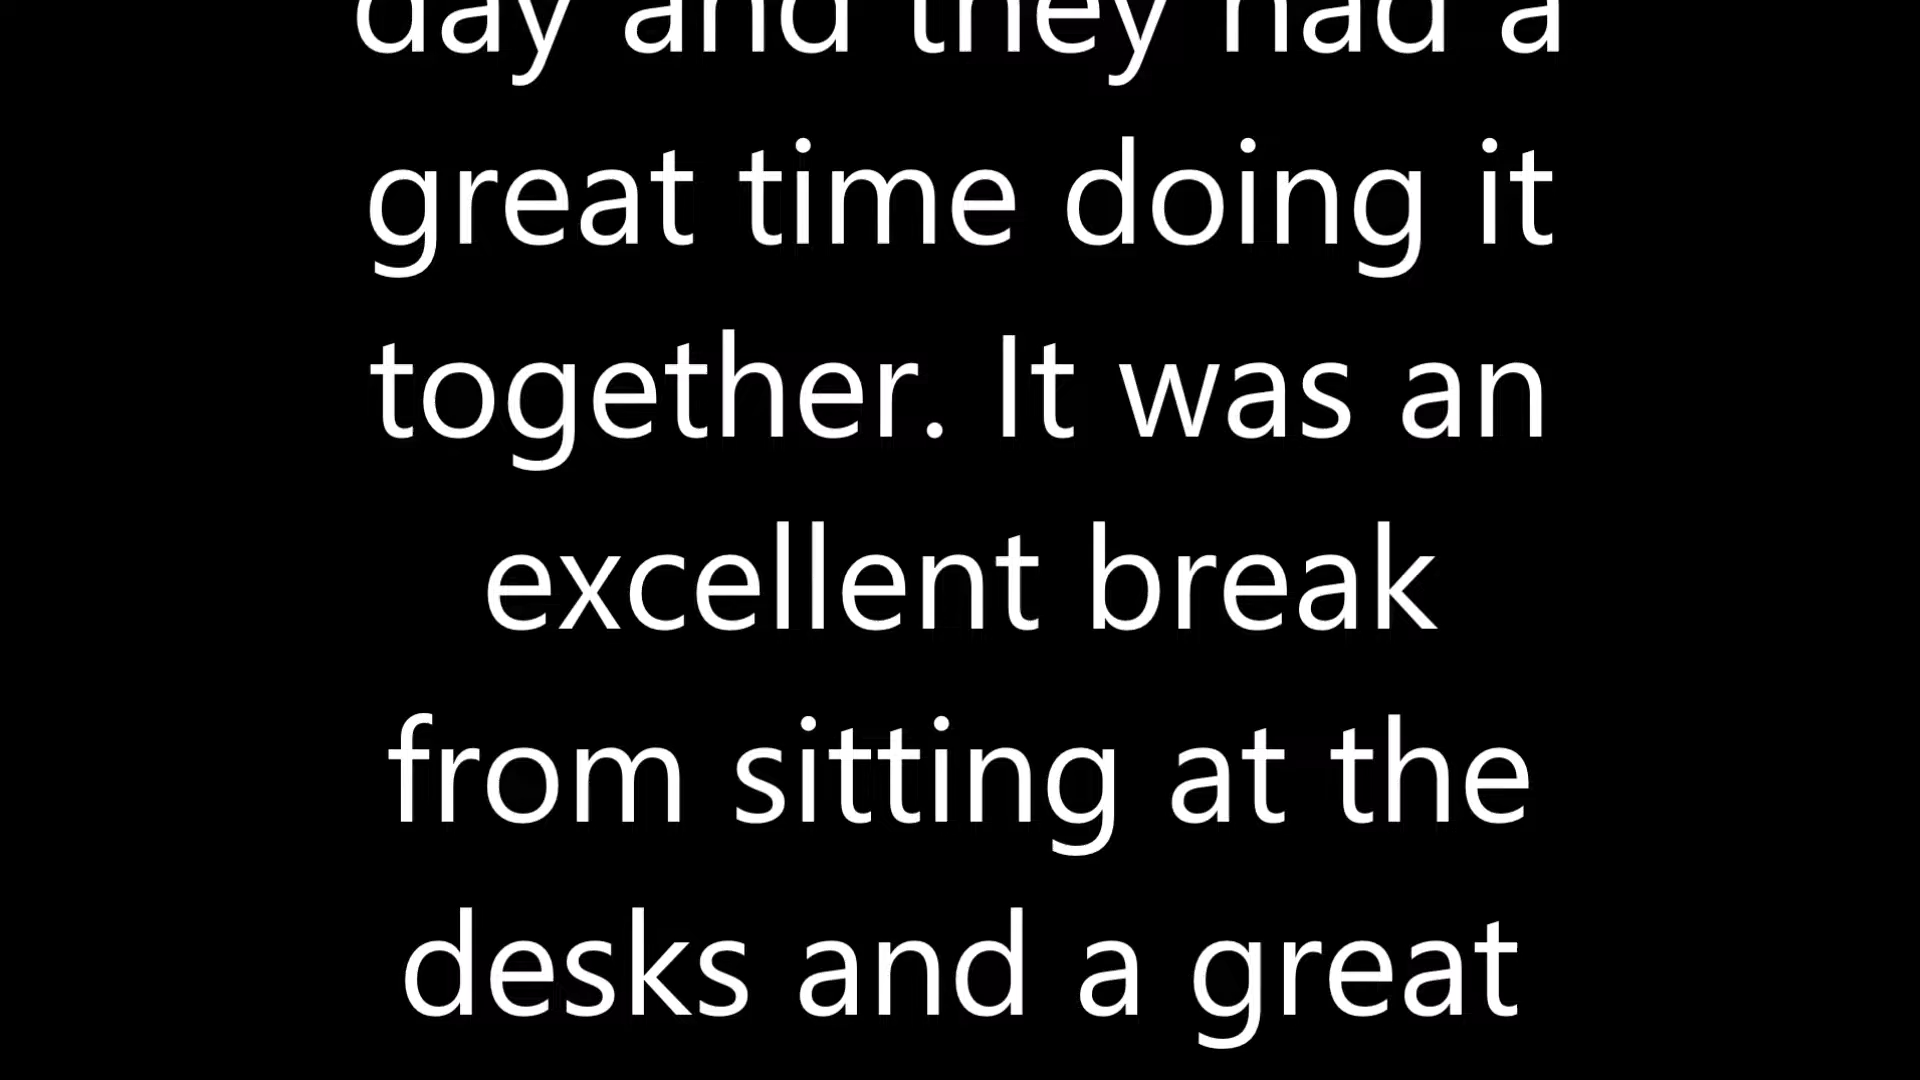 day and they had a
great time doing it
together. It was an
excellent break
from sitting at the
desks and a great